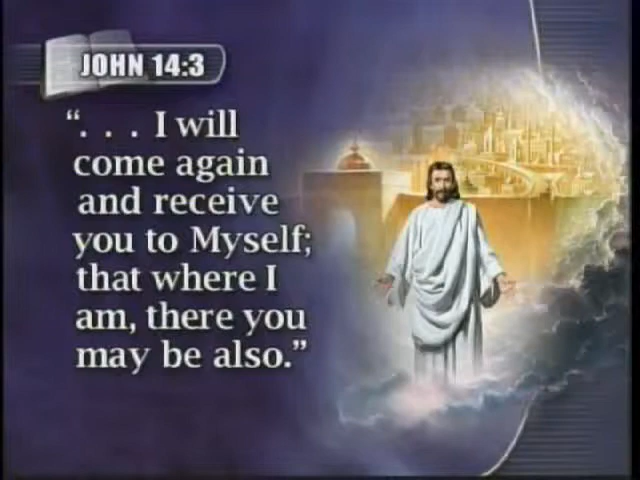 JOHN 14:3
“. . . I will
come again
and receive
you to Myself;
that where I
am, there you
may be also.”